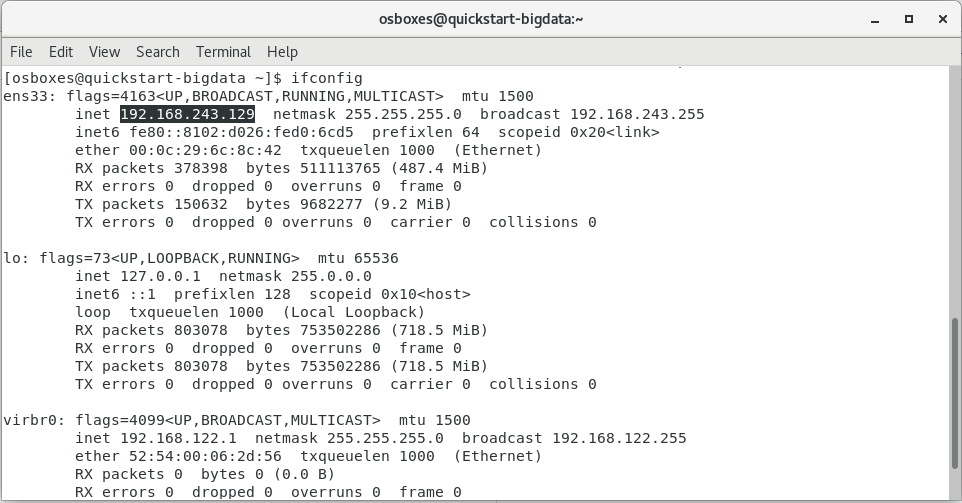 osboxes@quickstart-bigdata:~
File Edit View Search Terminal Help
[osboxes@quickstart-bigdata ~]$ ifconfig
ens33: flags=4163<UP,BROADCAST,RUNNING,MULTICAST>  mtu 1500
        inet 192.168.243.129  netmask 255.255.255.0  broadcast 192.168.243.255
        inet6 fe80::8102:d026:fed0:6cd5  prefixlen 64  scopeid 0x20<link>
        ether 00:0c:29:6c:8c:42  txqueuelen 1000  (Ethernet)
        RX packets 378398  bytes 511113765 (487.4 MiB)
        RX errors 0  dropped 0  overruns 0  frame 0
        TX packets 150632  bytes 9682277 (9.2 MiB)
        TX errors 0  dropped 0 overruns 0  carrier 0  collisions 0
lo: flags=73<UP,LOOPBACK,RUNNING>  mtu 65536
        inet 127.0.0.1  netmask 255.0.0.0
        inet6 ::1  prefixlen 128  scopeid 0x10<host>
        loop  txqueuelen 1000  (Local Loopback)
        RX packets 803078  bytes 753502286 (718.5 MiB)
        RX errors 0  dropped 0  overruns 0  frame 0
        TX packets 803078  bytes 753502286 (718.5 MiB)
        TX errors 0  dropped 0 overruns 0  carrier 0  collisions 0
virbr0: flags=4099<UP,BROADCAST,MULTICAST>  mtu 1500
        inet 192.168.122.1  netmask 255.255.255.0  broadcast 192.168.122.255
        ether 52:54:00:06:2d:56  txqueuelen 1000  (Ethernet)
        RX packets 0  bytes 0 (0.0 B)
        RX errors 0  dropped 0  overruns 0  frame 0